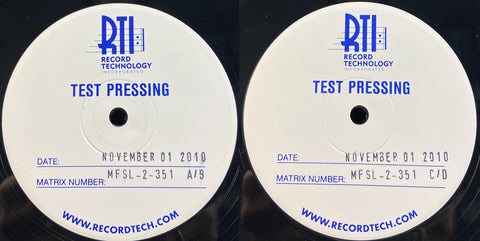 RTI
RECORD
TECHNOLOGY
INCORPORATED
TEST PRESSING
DATE: NOVEMBER 01 2010
MATRIX NUMBER: MFSL-2-351 A/B
WWW.RECORDTECH.COM
RTI
RECORD
TECHNOLOGY
INCORPORATED
TEST PRESSING
DATE: NOVEMBER 01 2010
MATRIX NUMBER: MFSL-2-351 C/D
WWW.RECORDTECH.COM